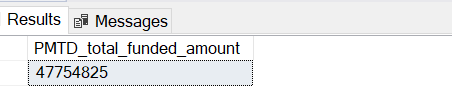 Results Messages
PMTD_total_funded_amount
47754825